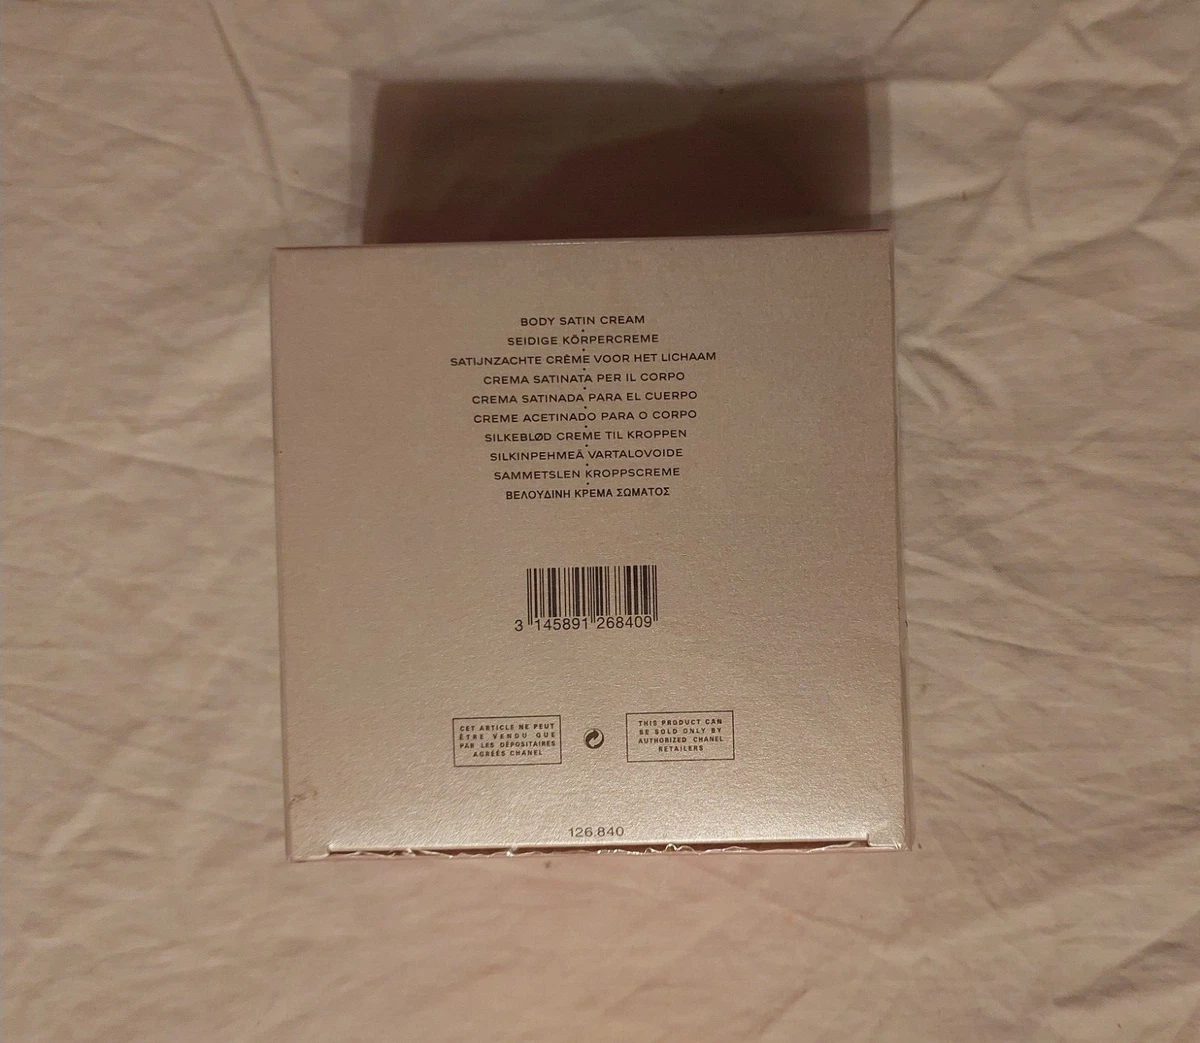 BODY SATIN CREAM
SEIDIGE KÖRPERCREME
SATIJNZACHTE CRÈME VOOR HET LICHAAM
CREMA SATINATA PER IL CORPO
CREMA SATINADA PARA EL CUERPO
CREME ACETINADO PARA O CORPO
SILKEBLØD CREME TIL KROPPEN
SILKINPEHMEÄ VARTALOVOIDE
SAMMETSLEN KROPPSCREME
ΒΕΛΟΥΔΙΝΗ ΚΡΕΜΑ ΣΩΜΑΤΟΣ
3 145891 268409
CET ARTICLE NE PEUT
ÊTRE VENDU QUE
PAR LES DÉPOSITAIRES
AGRÉÉS CHANEL
THIS PRODUCT CAN
BE SOLD ONLY BY
AUTHORIZED CHANEL
RETAILERS
126.840